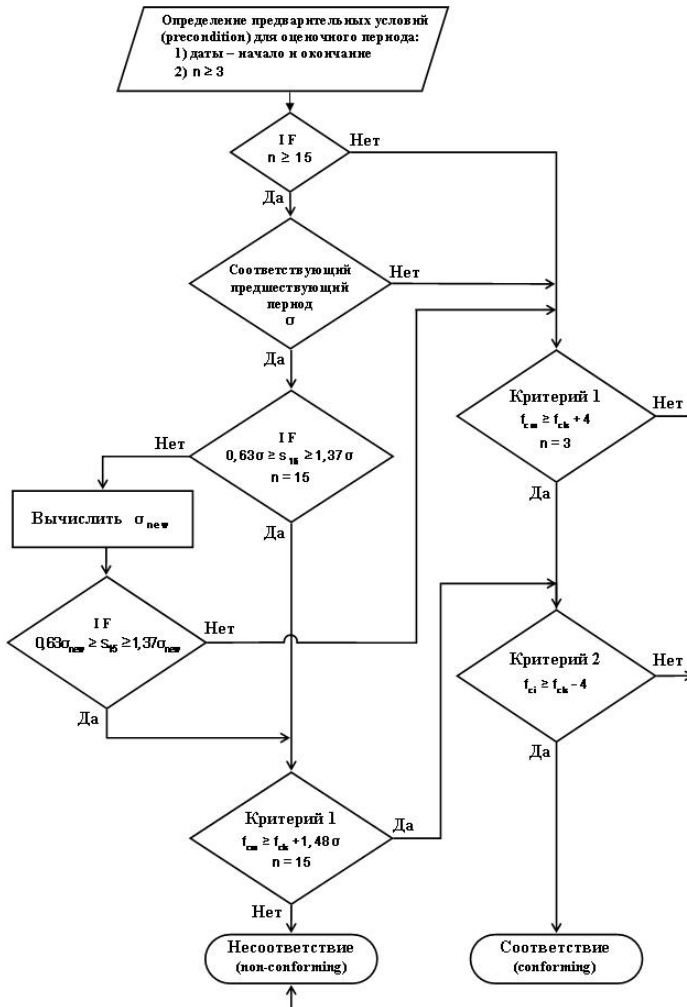 Определение предварительных условий
(precondition) для оценочного периода:
1) даты – начало и окончание
2) n ≥ 3
IF
n ≥ 15
Нет
Да
Соответствующий
предшествующий
период
σ
Нет
Да
IF
0,63σ ≥ s₁₅ ≥ 1,37σ
n = 15
Нет
Да
Критерий 1
fcm ≥ fck + 4
n = 3
Нет
Да
Вычислить σnew
IF
0,63σnew ≥ s₁₅ ≥ 1,37σnew
Нет
Да
Критерий 2
fci ≥ fck – 4
Нет
Да
Критерий 1
fcm ≥ fck + 1,48σ
n = 15
Да
Нет
Несоответствие
(non-conforming)
Соответствие
(conforming)